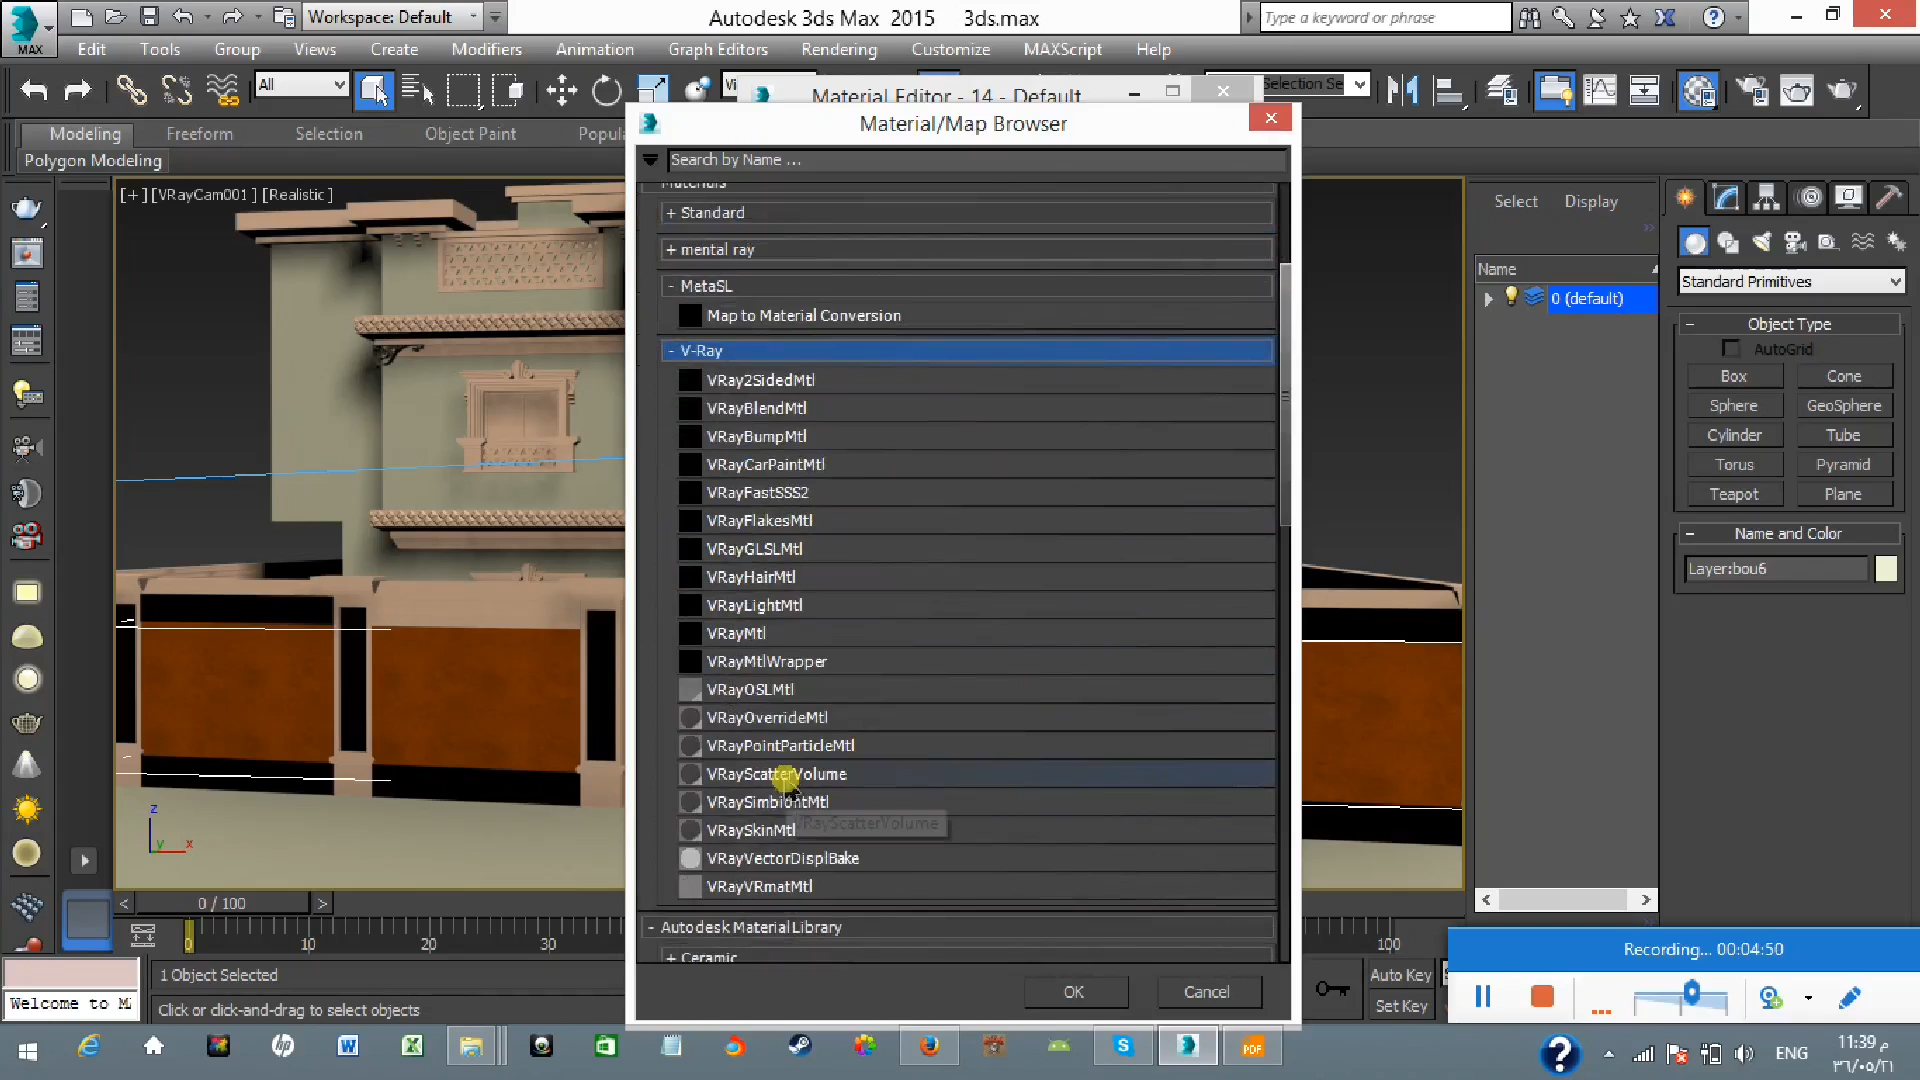 MAX
Workspace: Default
Autodesk 3ds Max 2015 3ds.max
Type a keyword or phrase
Edit Tools Group Views Create Modifiers Animation Graph Editors Rendering Customize MAXScript Help
All
Selection Se
Material Editor - 14 - Default
Modeling Freeform Selection Object Paint Popula
Polygon Modeling
[+] [VRayCam001 ] [Realistic ]
Material/Map Browser
Search by Name ...
Materials
+ Standard
+ mental ray
- MetaSL
Map to Material Conversion
- V-Ray
VRay2SidedMtl
VRayBlendMtl
VRayBumpMtl
VRayCarPaintMtl
VRayFastSSS2
VRayFlakesMtl
VRayGLSLMtl
VRayHairMtl
VRayLightMtl
VRayMtl
VRayMtlWrapper
VRayOSLMtl
VRayOverrideMtl
VRayPointParticleMtl
VRayScatterVolume
VRaySimbiontMtl
VRayScatterVolume
VRaySkinMtl
VRayVectorDisplBake
VRayVRmatMtl
- Autodesk Material Library
+ Ceramic
OK Cancel
Select Display
Name
0 (default)
Standard Primitives
- Object Type
AutoGrid
Box Cone
Sphere GeoSphere
Cylinder Tube
Torus Pyramid
Teapot Plane
- Name and Color
Layer:bou6
z
y x
< 0 / 100 >
0 10 20 30 100
1 Object Selected
Welcome to M
Click or click-and-drag to select objects
Auto Key
Set Key
Recording... 00:04:50
ENG
11:39 م
٣٦/٠٥/٢١